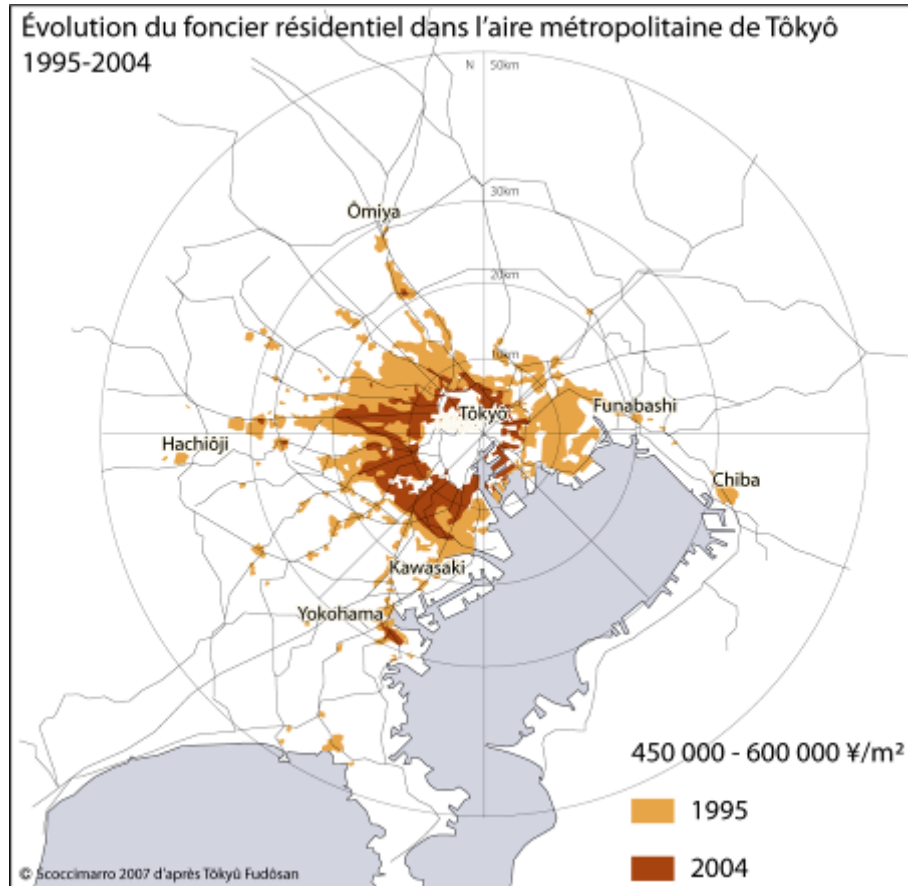 Évolution du foncier résidentiel dans l'aire métropolitaine de Tôkyô
1995-2004
N
50km
30km
Ômiya
20km
10km
Tôkyô
Funabashi
Hachiôji
Chiba
Kawasaki
Yokohama
450 000 - 600 000 ¥/m²
1995
2004
© Scoccimarro 2007 d'après Tôkyû Fudôsan